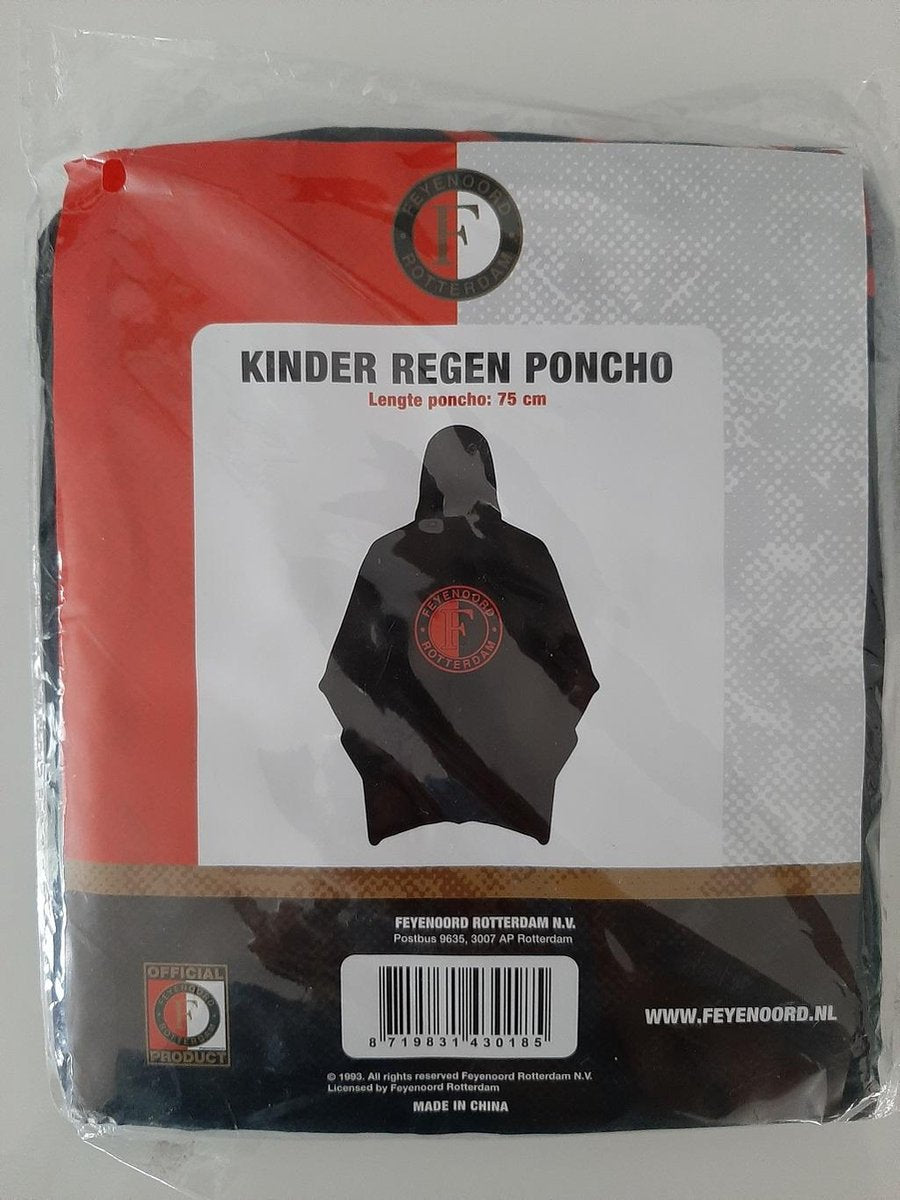 FEYENOORD
F
ROTTERDAM
KINDER REGEN PONCHO
Lengte poncho: 75 cm
FEYENOORD
F
ROTTERDAM
FEYENOORD ROTTERDAM N.V.
Postbus 9635, 3007 AP Rotterdam
OFFICIAL
FEYENOORD
F
ROTTERDAM
PRODUCT
8 719831 430185
WWW.FEYENOORD.NL
© 1993. All rights reserved Feyenoord Rotterdam N.V.
Licensed by Feyenoord Rotterdam
MADE IN CHINA